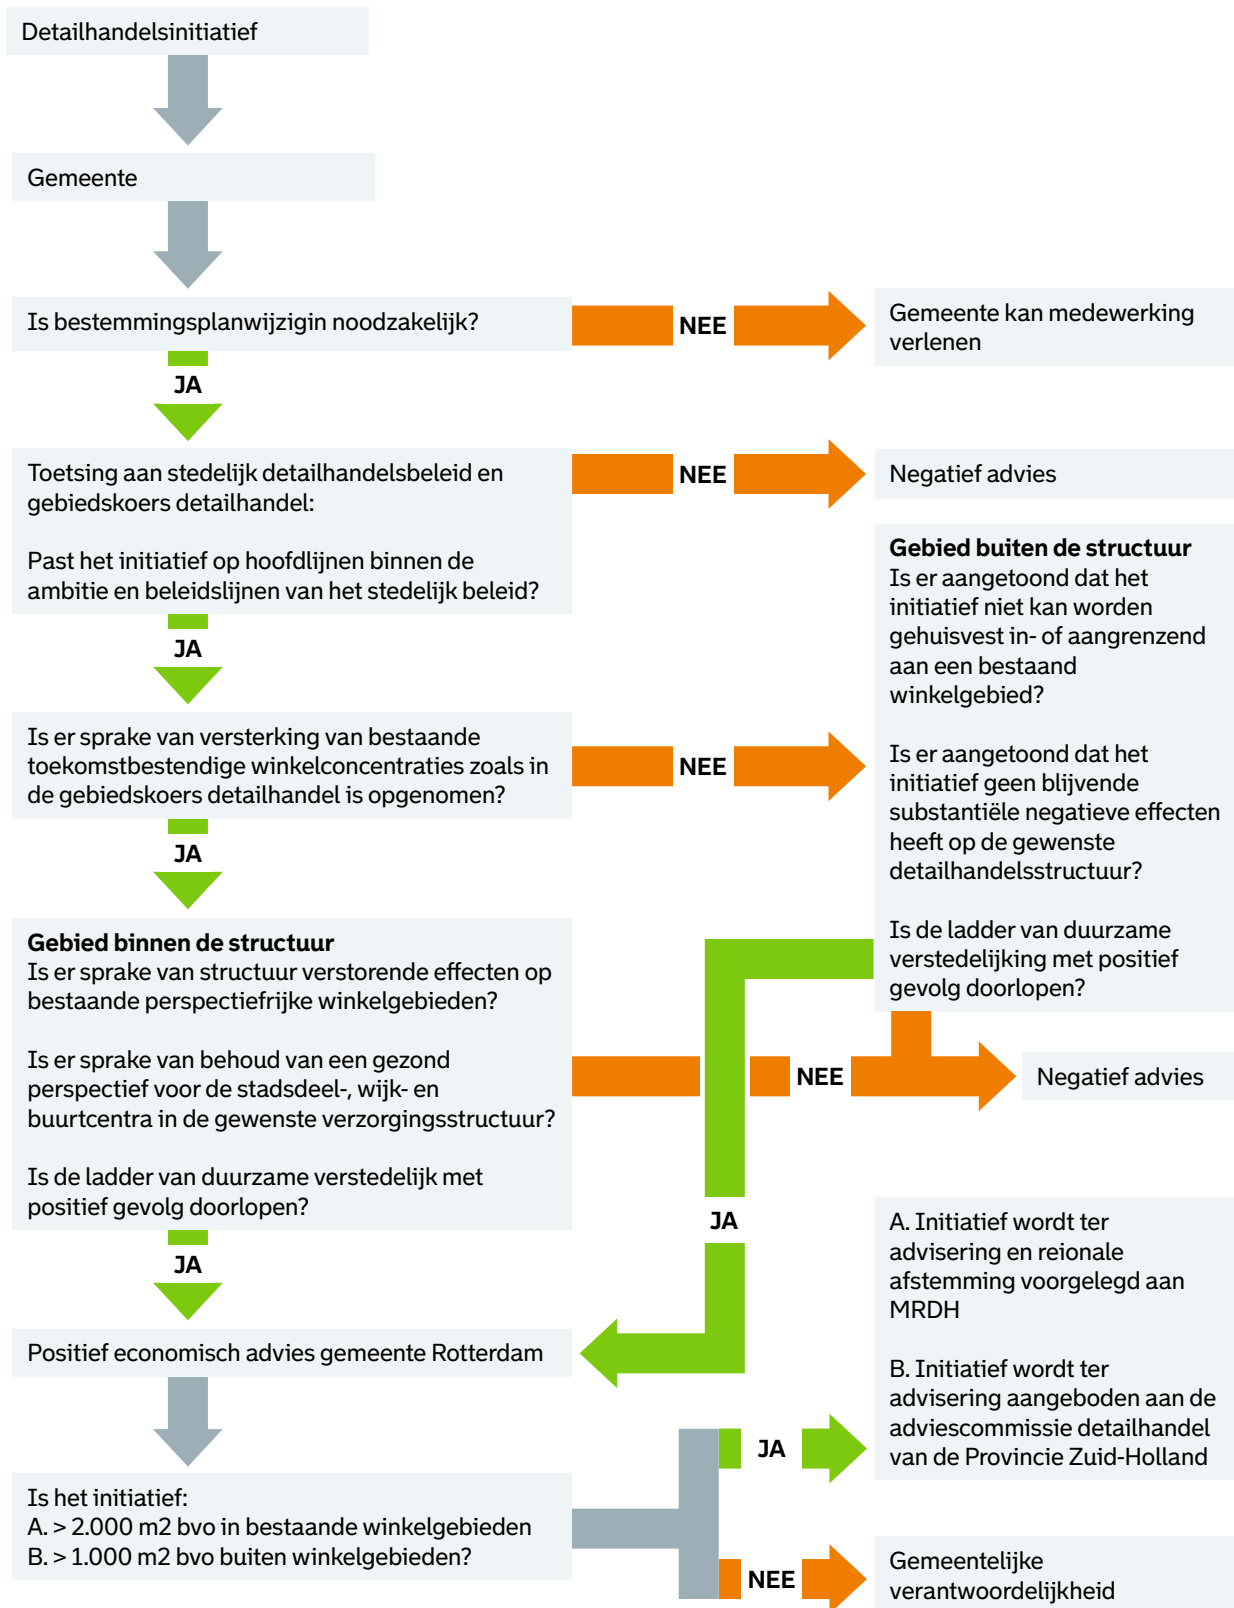 Detailhandelsinitiatief
Gemeente
Is bestemmingsplanwijzigin noodzakelijk?
NEE
Gemeente kan medewerking
verlenen
JA
Toetsing aan stedelijk detailhandelsbeleid en
gebiedskoers detailhandel:
Past het initiatief op hoofdlijnen binnen de
ambitie en beleidslijnen van het stedelijk beleid?
NEE
Negatief advies
JA
Is er sprake van versterking van bestaande
toekomstbestendige winkelconcentraties zoals in
de gebiedskoers detailhandel is opgenomen?
NEE
Gebied buiten de structuur
Is er aangetoond dat het
initiatief niet kan worden
gehuisvest in- of aangrenzend
aan een bestaand
winkelgebied?
Is er aangetoond dat het
initiatief geen blijvende
substantiële negatieve effecten
heeft op de gewenste
detailhandelsstructuur?
Is de ladder van duurzame
verstedelijking met positief
gevolg doorlopen?
JA
Gebied binnen de structuur
Is er sprake van structuur verstorende effecten op
bestaande perspectiefrijke winkelgebieden?
Is er sprake van behoud van een gezond
perspectief voor de stadsdeel-, wijk- en
buurtcentra in de gewenste verzorgingsstructuur?
Is de ladder van duurzame verstedelijk met
positief gevolg doorlopen?
NEE
Negatief advies
JA
JA
Positief economisch advies gemeente Rotterdam
Is het initiatief:
A. > 2.000 m2 bvo in bestaande winkelgebieden
B. > 1.000 m2 bvo buiten winkelgebieden?
JA
A. Initiatief wordt ter
advisering en reionale
afstemming voorgelegd aan
MRDH
B. Initiatief wordt ter
advisering aangeboden aan de
adviescommissie detailhandel
van de Provincie Zuid-Holland
NEE
Gemeentelijke
verantwoordelijkheid